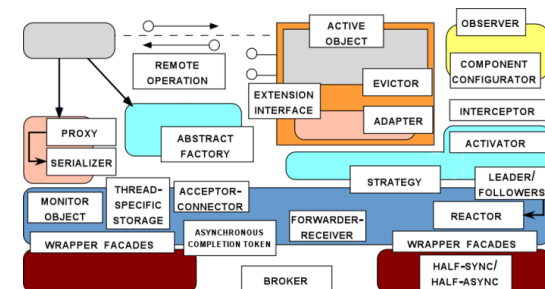 OBSERVER
ACTIVE
OBJECT
REMOTE
OPERATION
COMPONENT
CONFIGURATOR
EVICTOR
EXTENSION
INTERFACE
INTERCEPTOR
ADAPTER
PROXY
ABSTRACT
FACTORY
ACTIVATOR
SERIALIZER
STRATEGY
LEADER/
FOLLOWERS
MONITOR
OBJECT
THREAD-
SPECIFIC
STORAGE
ACCEPTOR-
CONNECTOR
FORWARDER-
RECEIVER
REACTOR
ASYNCHRONOUS
COMPLETION TOKEN
WRAPPER FACADES
WRAPPER FACADES
BROKER
HALF-SYNC/
HALF-ASYNC